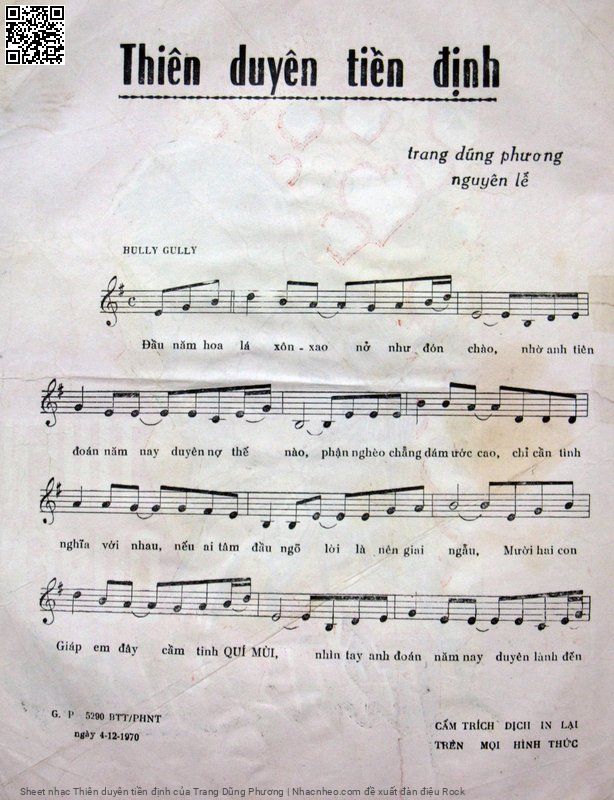 Thiên duyên tiền định
trang dũng phương
nguyên lễ
HULLY GULLY
Đầu năm hoa lá xôn-xao nở như đón chào, nhờ anh tiên
đoán năm nay duyên nợ thế nào, phận nghèo chẳng dám ước cao, chỉ cần tình
nghĩa với nhau, nếu ai tâm đầu ngõ lời là nên giai ngẫu, Mười hai con
Giáp em đây cầm tinh QUÍ MÙI, nhìn tay anh đoán năm nay duyên lành đến
G. P 5290 BTT/PHNT
ngày 4-12-1970
CẤM TRÍCH DỊCH IN LẠI
TRÊN MỌI HÌNH THỨC
Sheet nhạc Thiên duyên tiền định của Trang Dũng Phương | Nhacnheo.com đề xuất đàn điệu Rock